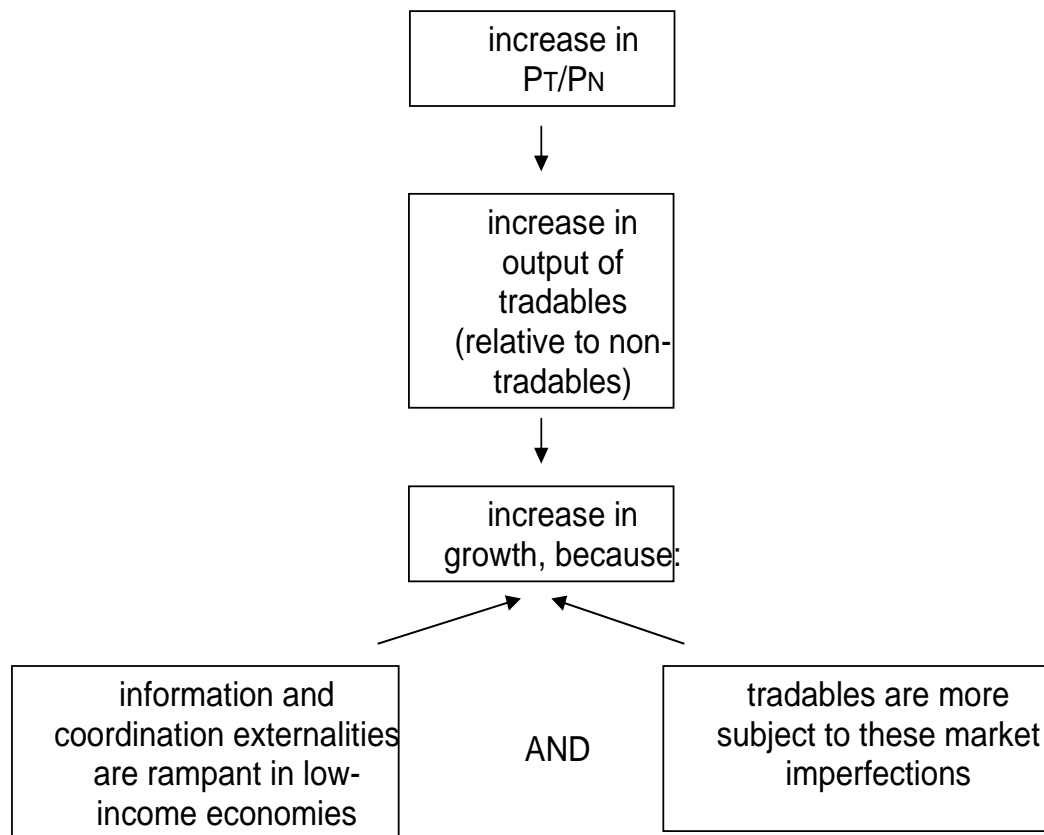 increase in
PT/PN
increase in
output of
tradables
(relative to non-
tradables)
increase in
growth, because:
information and
coordination externalities
are rampant in low-
income economies
AND
tradables are more
subject to these market
imperfections